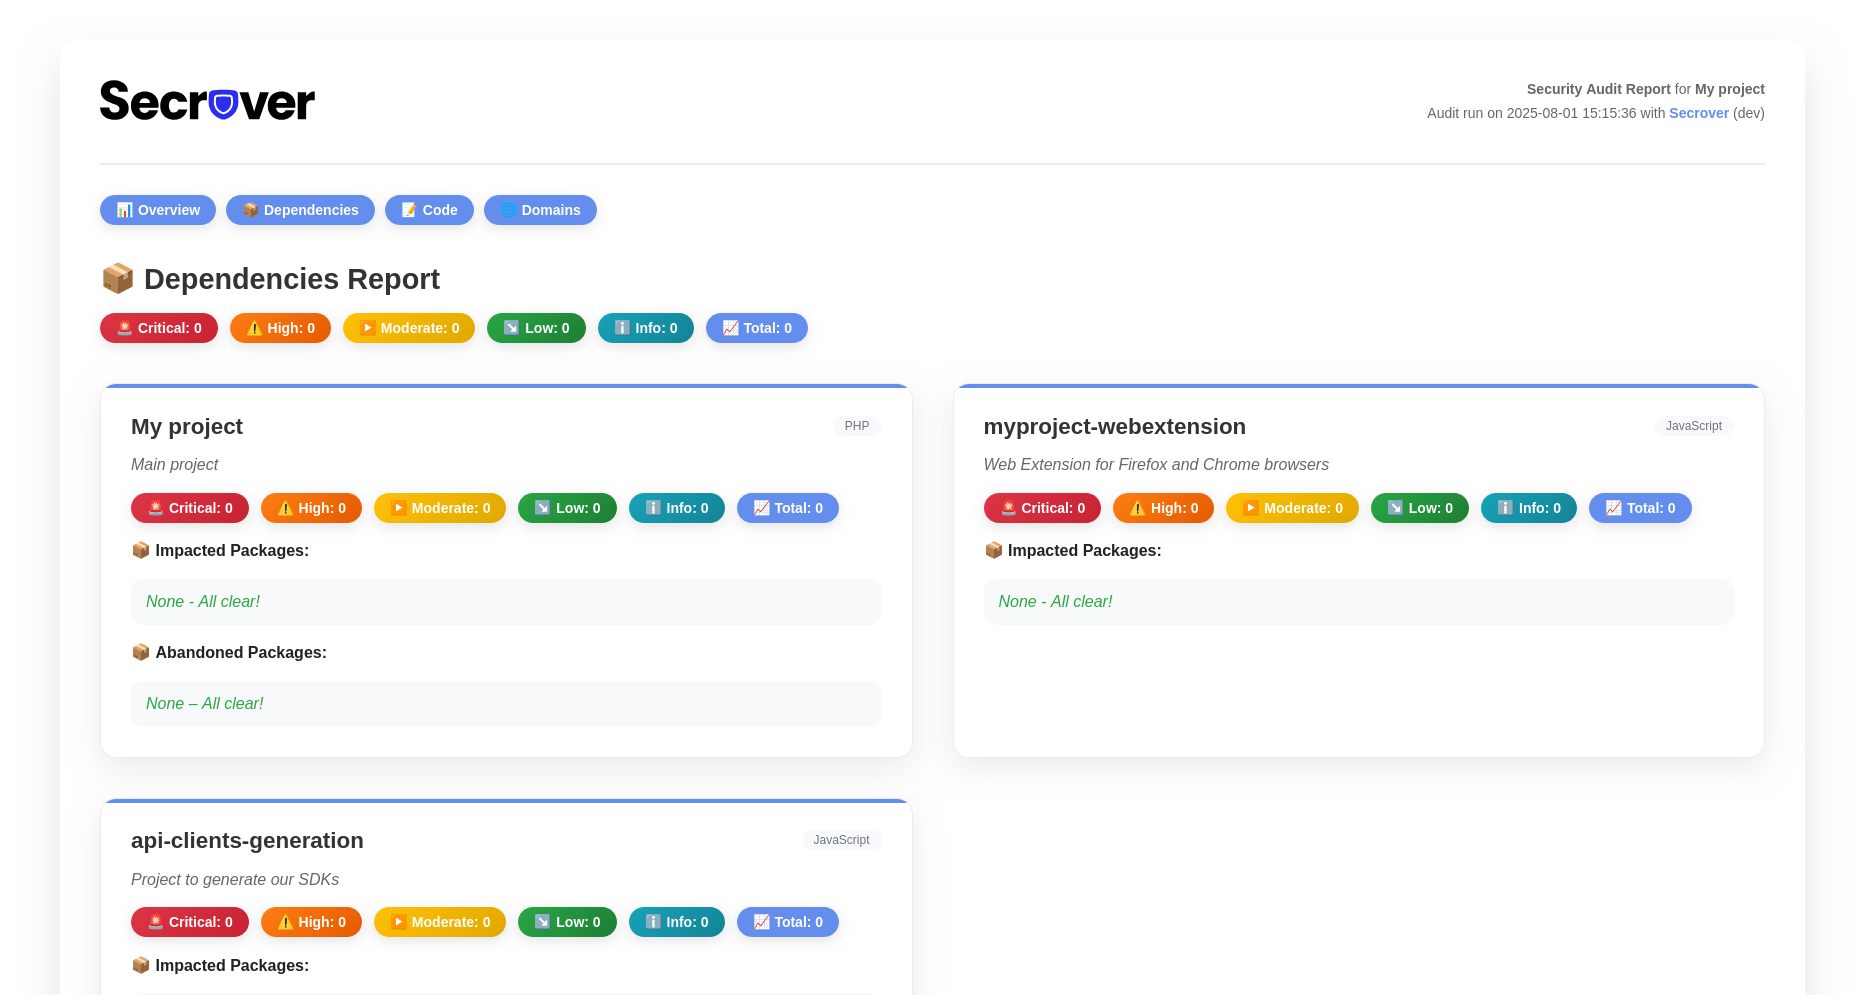 Secrover
Security Audit Report for My project
Audit run on 2025-08-01 15:15:36 with Secrover (dev)
📊 Overview 📦 Dependencies 📝 Code 🌐 Domains
📦 Dependencies Report
🚨 Critical: 0 ⚠️ High: 0 ▶️ Moderate: 0 ↘️ Low: 0 ℹ️ Info: 0 📈 Total: 0
My project PHP
Main project
🚨 Critical: 0 ⚠️ High: 0 ▶️ Moderate: 0 ↘️ Low: 0 ℹ️ Info: 0 📈 Total: 0
📦 Impacted Packages:
None - All clear!
📦 Abandoned Packages:
None – All clear!
myproject-webextension JavaScript
Web Extension for Firefox and Chrome browsers
🚨 Critical: 0 ⚠️ High: 0 ▶️ Moderate: 0 ↘️ Low: 0 ℹ️ Info: 0 📈 Total: 0
📦 Impacted Packages:
None - All clear!
api-clients-generation JavaScript
Project to generate our SDKs
🚨 Critical: 0 ⚠️ High: 0 ▶️ Moderate: 0 ↘️ Low: 0 ℹ️ Info: 0 📈 Total: 0
📦 Impacted Packages: